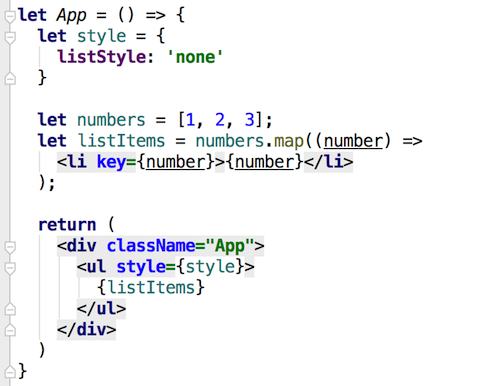 let App = () => {
let style = {
listStyle: 'none'
}
let numbers = [1, 2, 3];
let listItems = numbers.map((number) =>
<li key={number}>{number}</li>
);
return (
<div className="App">
<ul style={style}>
{listItems}
</ul>
</div>
)
}